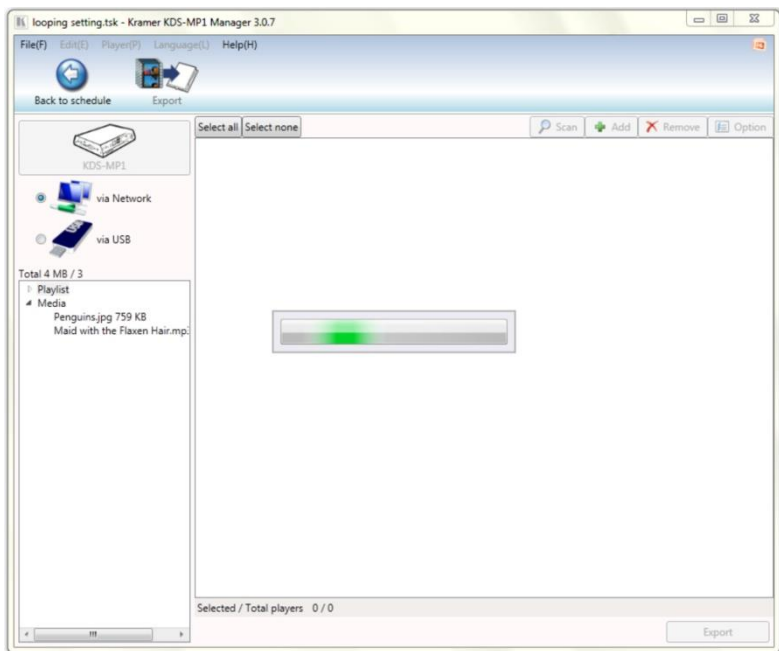 looping setting.tsk - Kramer KDS-MP1 Manager 3.0.7
File(F) Edit(E) Player(P) Language(L) Help(H)
Back to schedule Export
Select all Select none Scan Add Remove Option
KDS-MP1
via Network
via USB
Total 4 MB / 3
Playlist
Media
Penguins.jpg 759 KB
Maid with the Flaxen Hair.mp3
Selected / Total players 0 / 0
Export